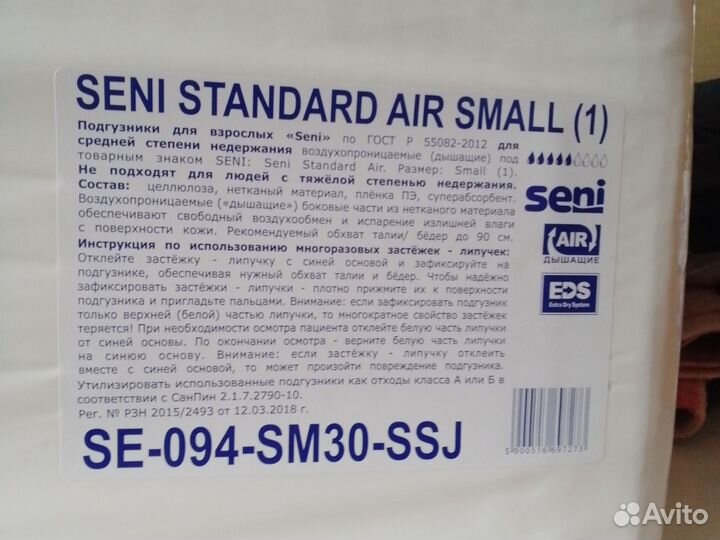 SENI STANDARD AIR SMALL (1)
Подгузники для взрослых «Seni» по ГОСТ Р 55082-2012 для
средней степени недержания воздухопроницаемые (дышащие) под
товарным знаком SENI: Seni Standard Air. Размер: Small (1).
Не подходят для людей с тяжёлой степенью недержания.
Состав: целлюлоза, нетканый материал, плёнка ПЭ, суперабсорбент.
Воздухопроницаемые («дышащие») боковые части из нетканого материала
обеспечивают свободный воздухообмен и испарение излишней влаги
с поверхности кожи. Рекомендуемый обхват талии/ бёдер до 90 см.
Инструкция по использованию многоразовых застёжек - липучек:
Отклейте застёжку - липучку с синей основой и зафиксируйте на
подгузнике, обеспечивая нужный обхват талии и бёдер. Чтобы надёжно
зафиксировать застёжки - липучки - плотно прижмите их к поверхности
подгузника и пригладьте пальцами. Внимание: если зафиксировать подгузник
только верхней (белой) частью липучки, то многократное свойство застёжек
теряется! При необходимости осмотра пациента отклейте белую часть липучки
от синей основы. По окончании осмотра - верните белую часть липучки
на синюю основу. Внимание: если застёжку - липучку отклеить
вместе с синей основой, то может произойти повреждение подгузника.
Утилизировать использованные подгузники как отходы класса А или Б в
соответствии с СанПин 2.1.7.2790-10.
Рег. № РЗН 2015/2493 от 12.03.2018 г.
SE-094-SM30-SSJ
seni
AIR
ДЫШАЩИЕ
EDS
Extra Dry System
5 900516 697273
Avito